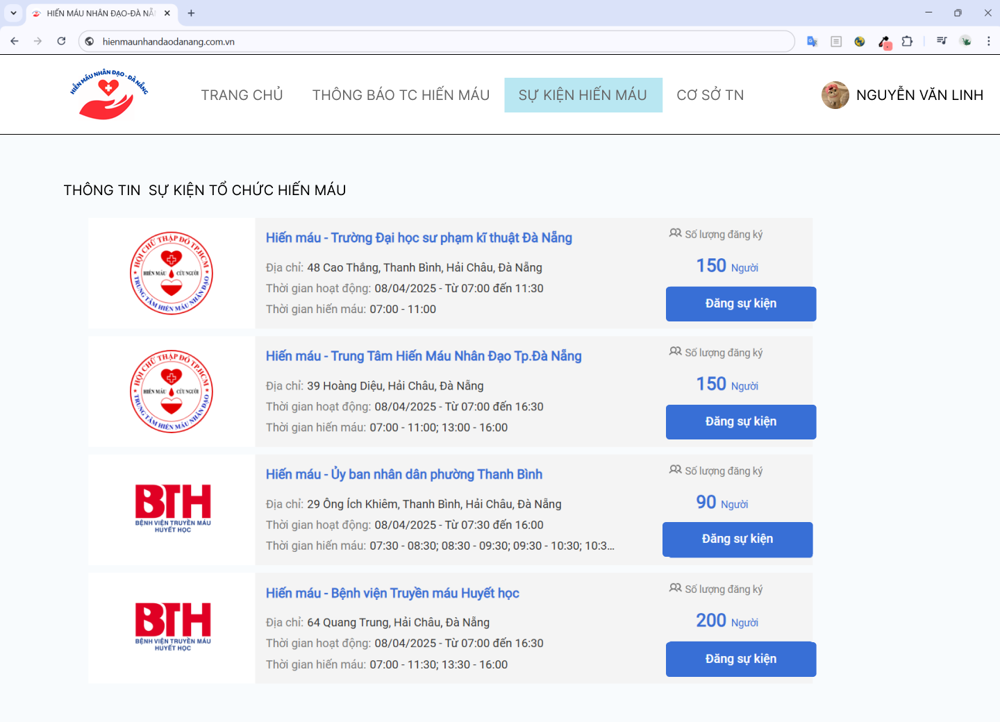 HIẾN MÁU NHÂN ĐẠO-ĐÀ NẴN
hienmaunhandaodanang.com.vn
HIẾN MÁU NHÂN ĐẠO - ĐÀ NẴNG
TRANG CHỦ
THÔNG BÁO TC HIẾN MÁU
SỰ KIỆN HIẾN MÁU
CƠ SỞ TN
NGUYỄN VĂN LINH
THÔNG TIN SỰ KIỆN TỔ CHỨC HIẾN MÁU
HỘI CHỮ THẬP ĐỎ TP.HCM
HIẾN MÁU CỨU NGƯỜI
TRUNG TÂM HIẾN MÁU NHÂN ĐẠO
Hiến máu - Trường Đại học sư phạm kĩ thuật Đà Nẵng
Địa chỉ: 48 Cao Thắng, Thanh Bình, Hải Châu, Đà Nẵng
Thời gian hoạt động: 08/04/2025 - Từ 07:00 đến 11:30
Thời gian hiến máu: 07:00 - 11:00
Số lượng đăng ký
150 Người
Đăng sự kiện
HỘI CHỮ THẬP ĐỎ TP.HCM
HIẾN MÁU CỨU NGƯỜI
TRUNG TÂM HIẾN MÁU NHÂN ĐẠO
Hiến máu - Trung Tâm Hiến Máu Nhân Đạo Tp.Đà Nẵng
Địa chỉ: 39 Hoàng Diệu, Hải Châu, Đà Nẵng
Thời gian hoạt động: 08/04/2025 - Từ 07:00 đến 16:30
Thời gian hiến máu: 07:00 - 11:00; 13:00 - 16:00
Số lượng đăng ký
150 Người
Đăng sự kiện
BTH
BỆNH VIỆN TRUYỀN MÁU
HUYẾT HỌC
Hiến máu - Ủy ban nhân dân phường Thanh Bình
Địa chỉ: 29 Ông Ích Khiêm, Thanh Bình, Hải Châu, Đà Nẵng
Thời gian hoạt động: 08/04/2025 - Từ 07:30 đến 16:00
Thời gian hiến máu: 07:30 - 08:30; 08:30 - 09:30; 09:30 - 10:30; 10:3...
Số lượng đăng ký
90 Người
Đăng sự kiện
BTH
BỆNH VIỆN TRUYỀN MÁU
HUYẾT HỌC
Hiến máu - Bệnh viện Truyền máu Huyết học
Địa chỉ: 64 Quang Trung, Hải Châu, Đà Nẵng
Thời gian hoạt động: 08/04/2025 - Từ 07:00 đến 16:30
Thời gian hiến máu: 07:00 - 11:30; 13:30 - 16:00
Số lượng đăng ký
200 Người
Đăng sự kiện